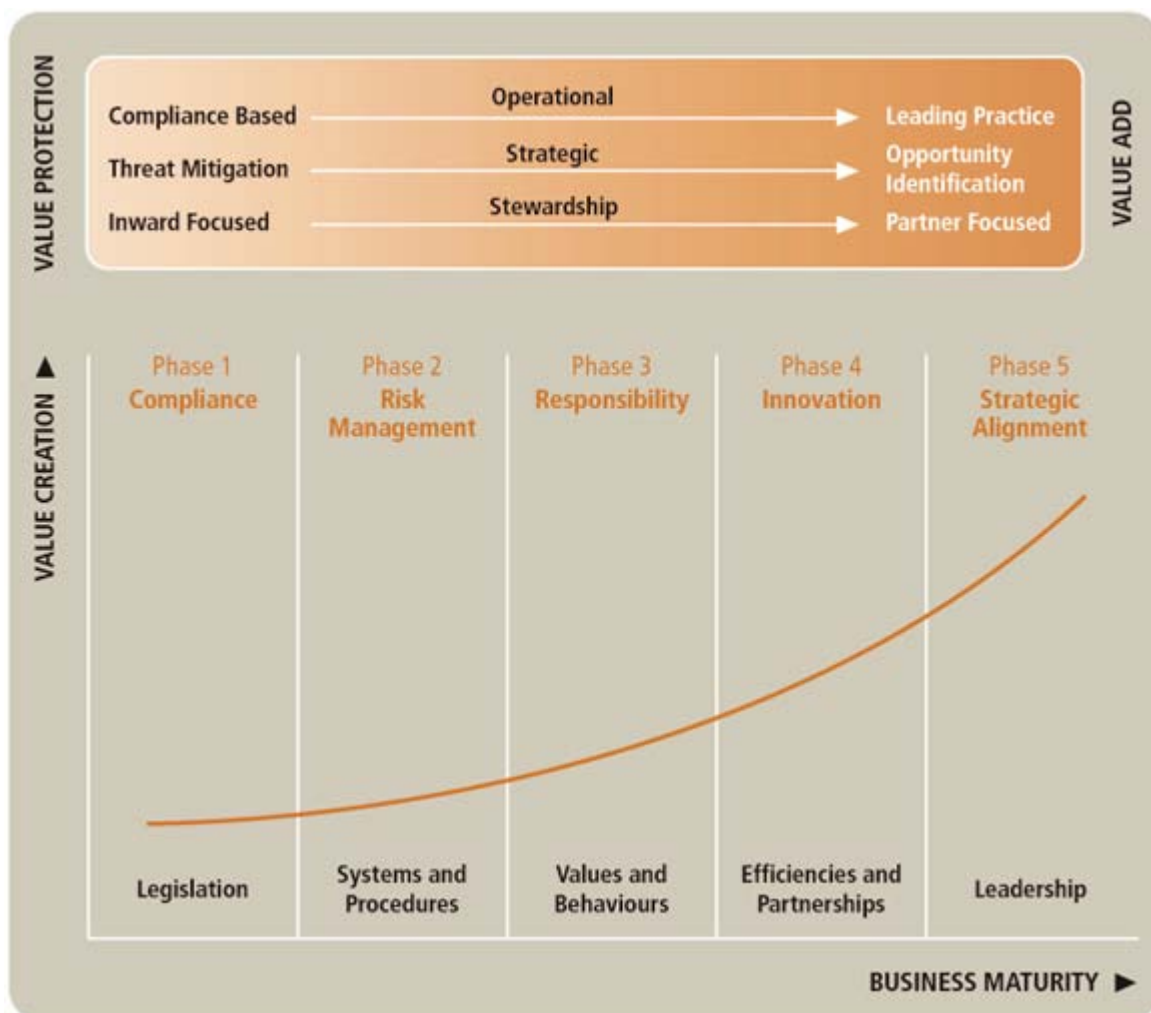 VALUE PROTECTION
Compliance Based
Operational
Leading Practice
Threat Mitigation
Strategic
Opportunity
Identification
Inward Focused
Stewardship
Partner Focused
VALUE ADD
VALUE CREATION ▲
Phase 1
Compliance
Phase 2
Risk
Management
Phase 3
Responsibility
Phase 4
Innovation
Phase 5
Strategic
Alignment
Legislation
Systems and
Procedures
Values and
Behaviours
Efficiencies and
Partnerships
Leadership
BUSINESS MATURITY ►